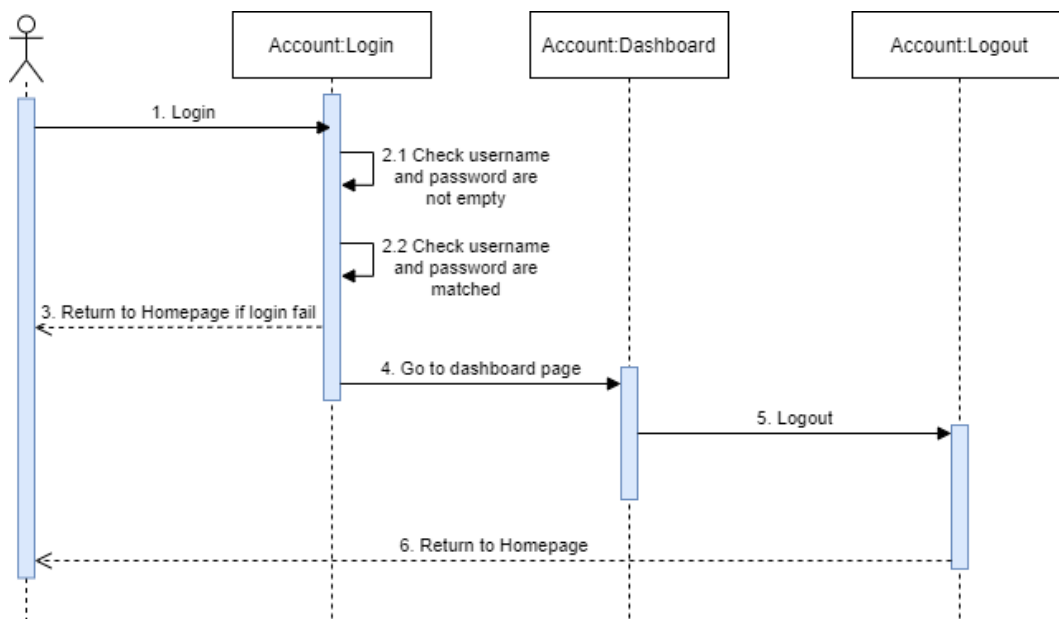 Account:Login
Account:Dashboard
Account:Logout
1. Login
2.1 Check username
and password are
not empty
2.2 Check username
and password are
matched
3. Return to Homepage if login fail
4. Go to dashboard page
5. Logout
6. Return to Homepage